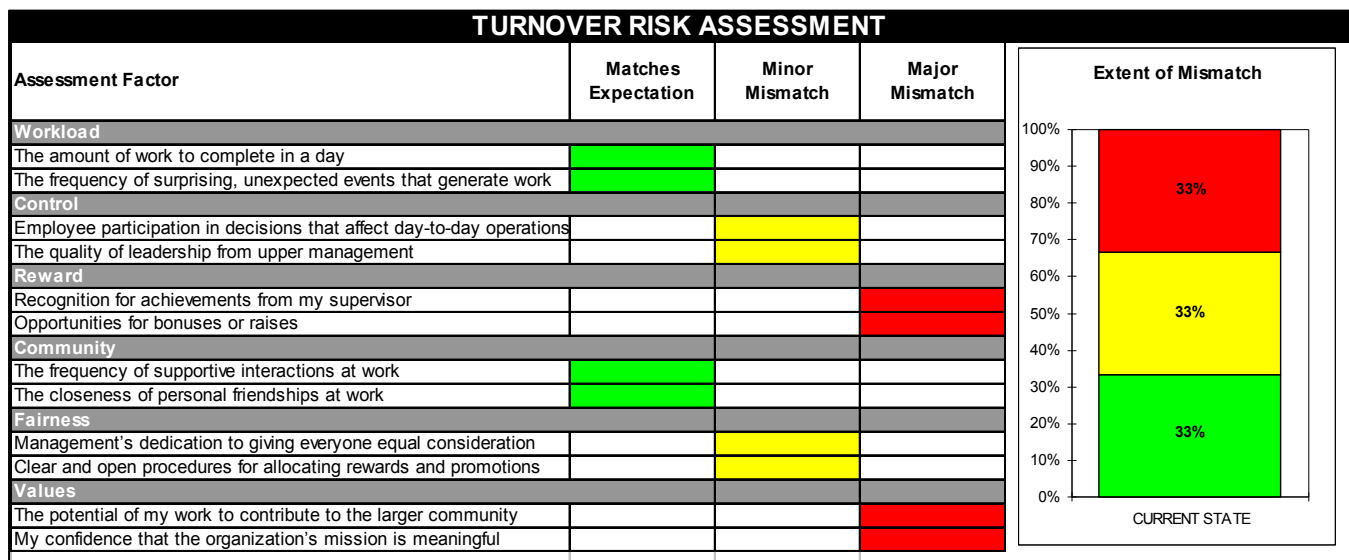 TURNOVER RISK ASSESSMENT
Assessment Factor
Matches
Expectation
Minor
Mismatch
Major
Mismatch
Workload
The amount of work to complete in a day
The frequency of surprising, unexpected events that generate work
Control
Employee participation in decisions that affect day-to-day operations
The quality of leadership from upper management
Reward
Recognition for achievements from my supervisor
Opportunities for bonuses or raises
Community
The frequency of supportive interactions at work
The closeness of personal friendships at work
Fairness
Management’s dedication to giving everyone equal consideration
Clear and open procedures for allocating rewards and promotions
Values
The potential of my work to contribute to the larger community
My confidence that the organization’s mission is meaningful
Extent of Mismatch
100%
90%
80%
70%
60%
50%
40%
30%
20%
10%
0%
33%
33%
33%
CURRENT STATE